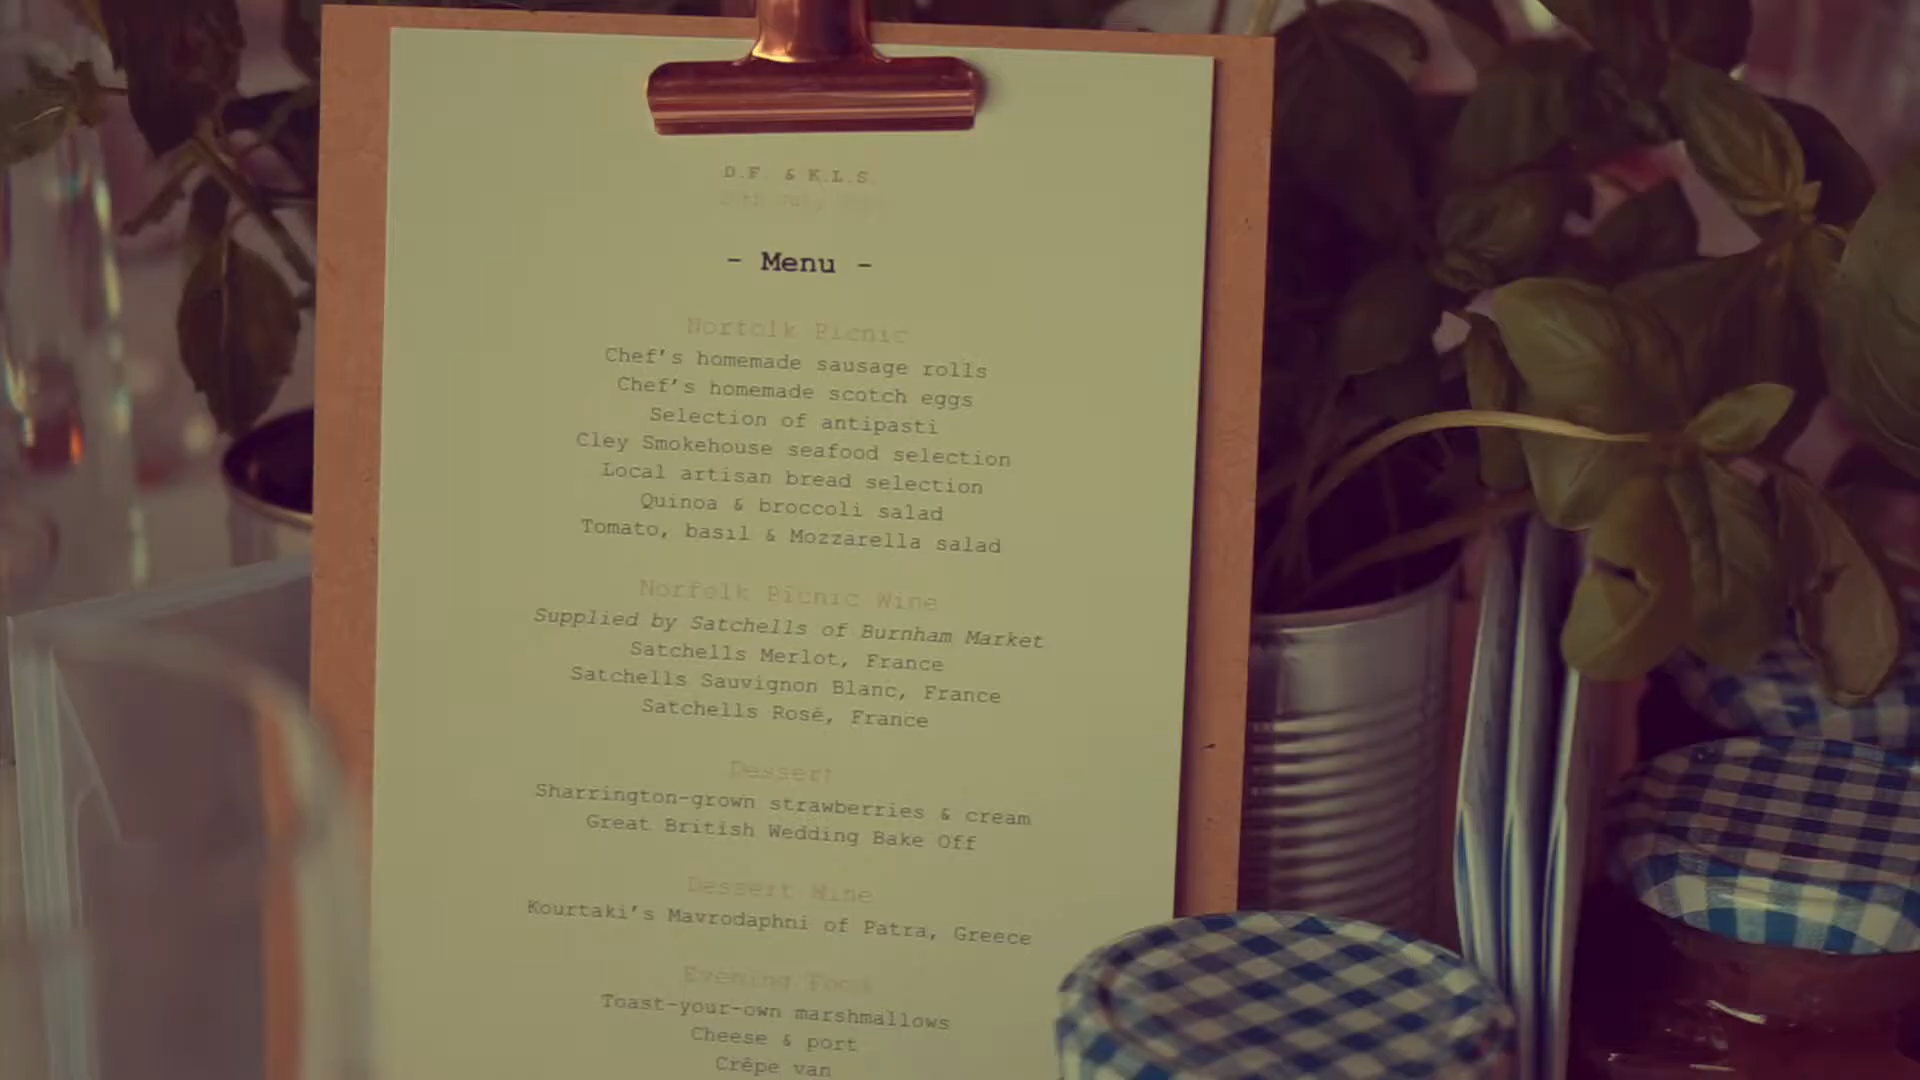 D.F. & K.L.S.
- Menu -
Norfolk Picnic
Chef's homemade sausage rolls
Chef's homemade scotch eggs
Selection of antipasti
Cley Smokehouse seafood selection
Local artisan bread selection
Quinoa & broccoli salad
Tomato, basil & Mozzarella salad
Norfolk Picnic Wine
Supplied by Satchells of Burnham Market
Satchells Merlot, France
Satchells Sauvignon Blanc, France
Satchells Rosé, France
Dessert
Sharrington-grown strawberries & cream
Great British Wedding Bake Off
Dessert Wine
Kourtaki's Mavrodaphni of Patra, Greece
Evening Food
Toast-your-own marshmallows
Cheese & port
Crêpe van